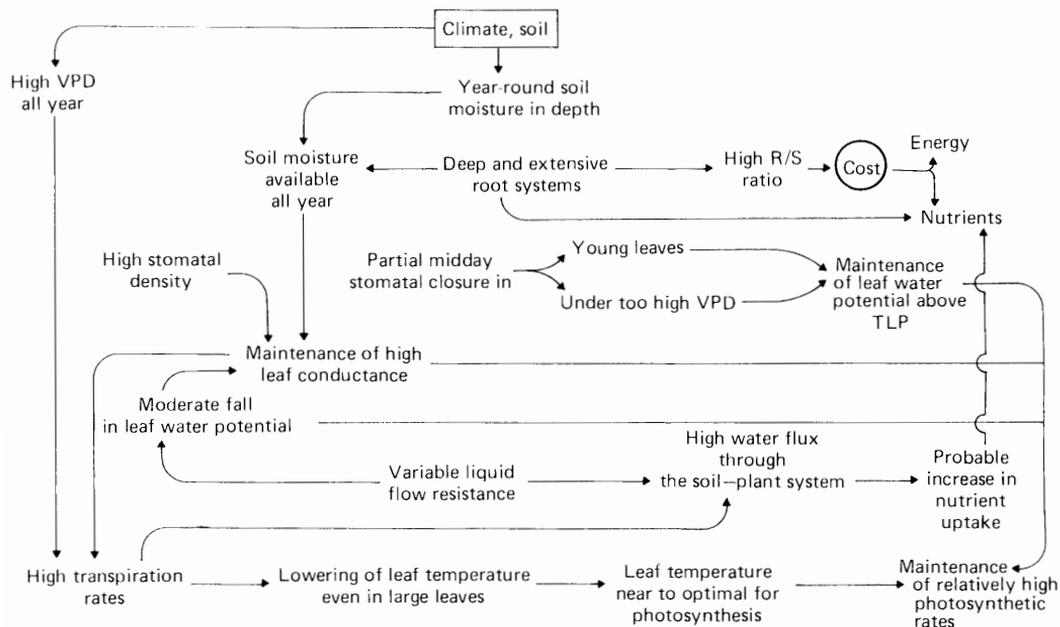 Climate, soil
High VPD
all year
Year-round soil
moisture in depth
Soil moisture
available
all year
Deep and extensive
root systems
High R/S
ratio
Cost
Energy
Nutrients
High stomatal
density
Partial midday
stomatal closure in
Young leaves
Under too high VPD
Maintenance
of leaf water
potential above
TLP
Maintenance of high
leaf conductance
Moderate fall
in leaf water potential
Variable liquid
flow resistance
High water flux
through
the soil–plant system
Probable
increase in
nutrient
uptake
High transpiration
rates
Lowering of leaf temperature
even in large leaves
Leaf temperature
near to optimal for
photosynthesis
Maintenance
of relatively high
photosynthetic
rates